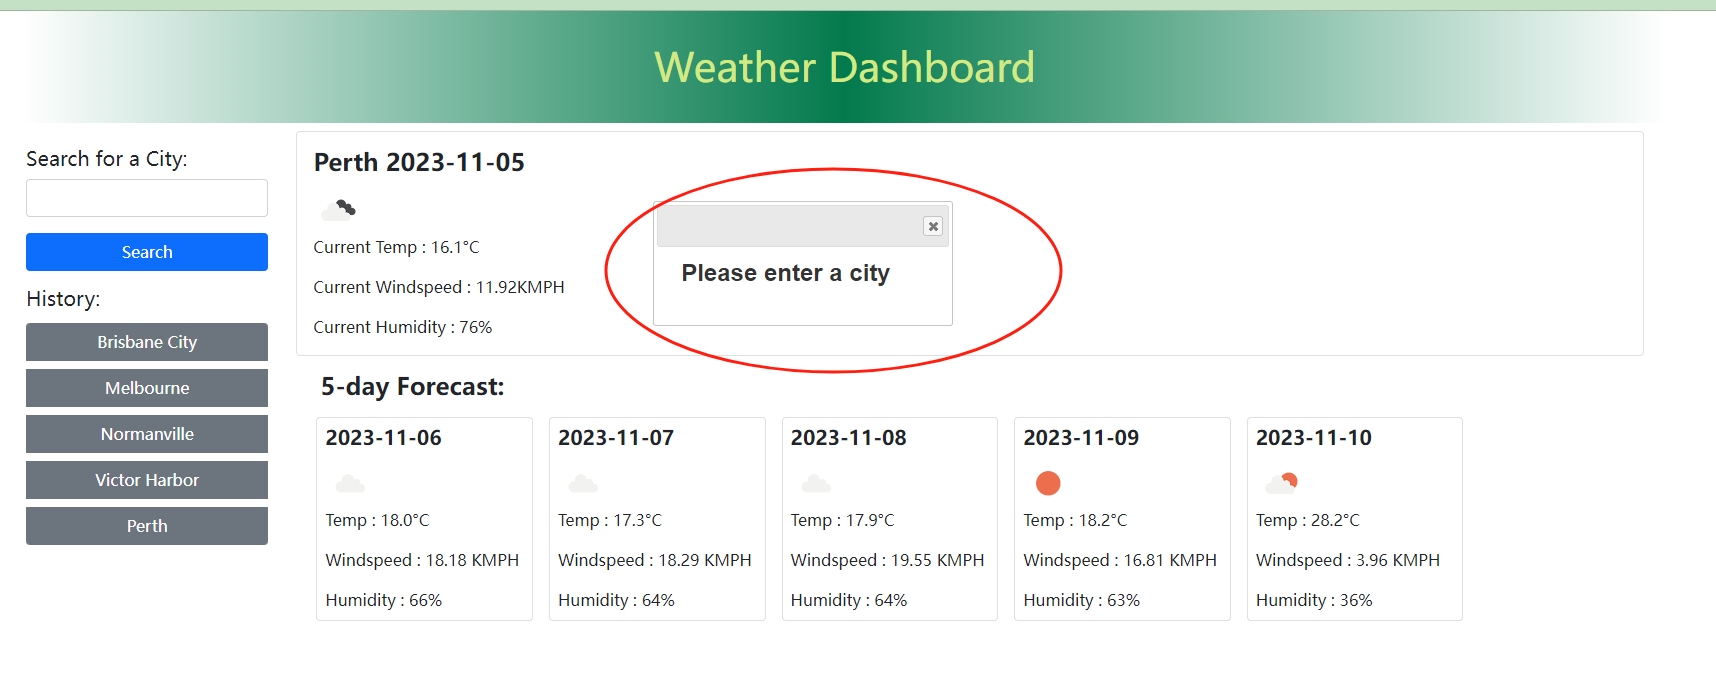 Weather Dashboard
Search for a City:
Search
History:
Brisbane City
Melbourne
Normanville
Victor Harbor
Perth
Perth 2023-11-05
Current Temp : 16.1°C
Current Windspeed : 11.92KMPH
Current Humidity : 76%
Please enter a city
5-day Forecast:
2023-11-06
Temp : 18.0°C
Windspeed : 18.18 KMPH
Humidity : 66%
2023-11-07
Temp : 17.3°C
Windspeed : 18.29 KMPH
Humidity : 64%
2023-11-08
Temp : 17.9°C
Windspeed : 19.55 KMPH
Humidity : 64%
2023-11-09
Temp : 18.2°C
Windspeed : 16.81 KMPH
Humidity : 63%
2023-11-10
Temp : 28.2°C
Windspeed : 3.96 KMPH
Humidity : 36%